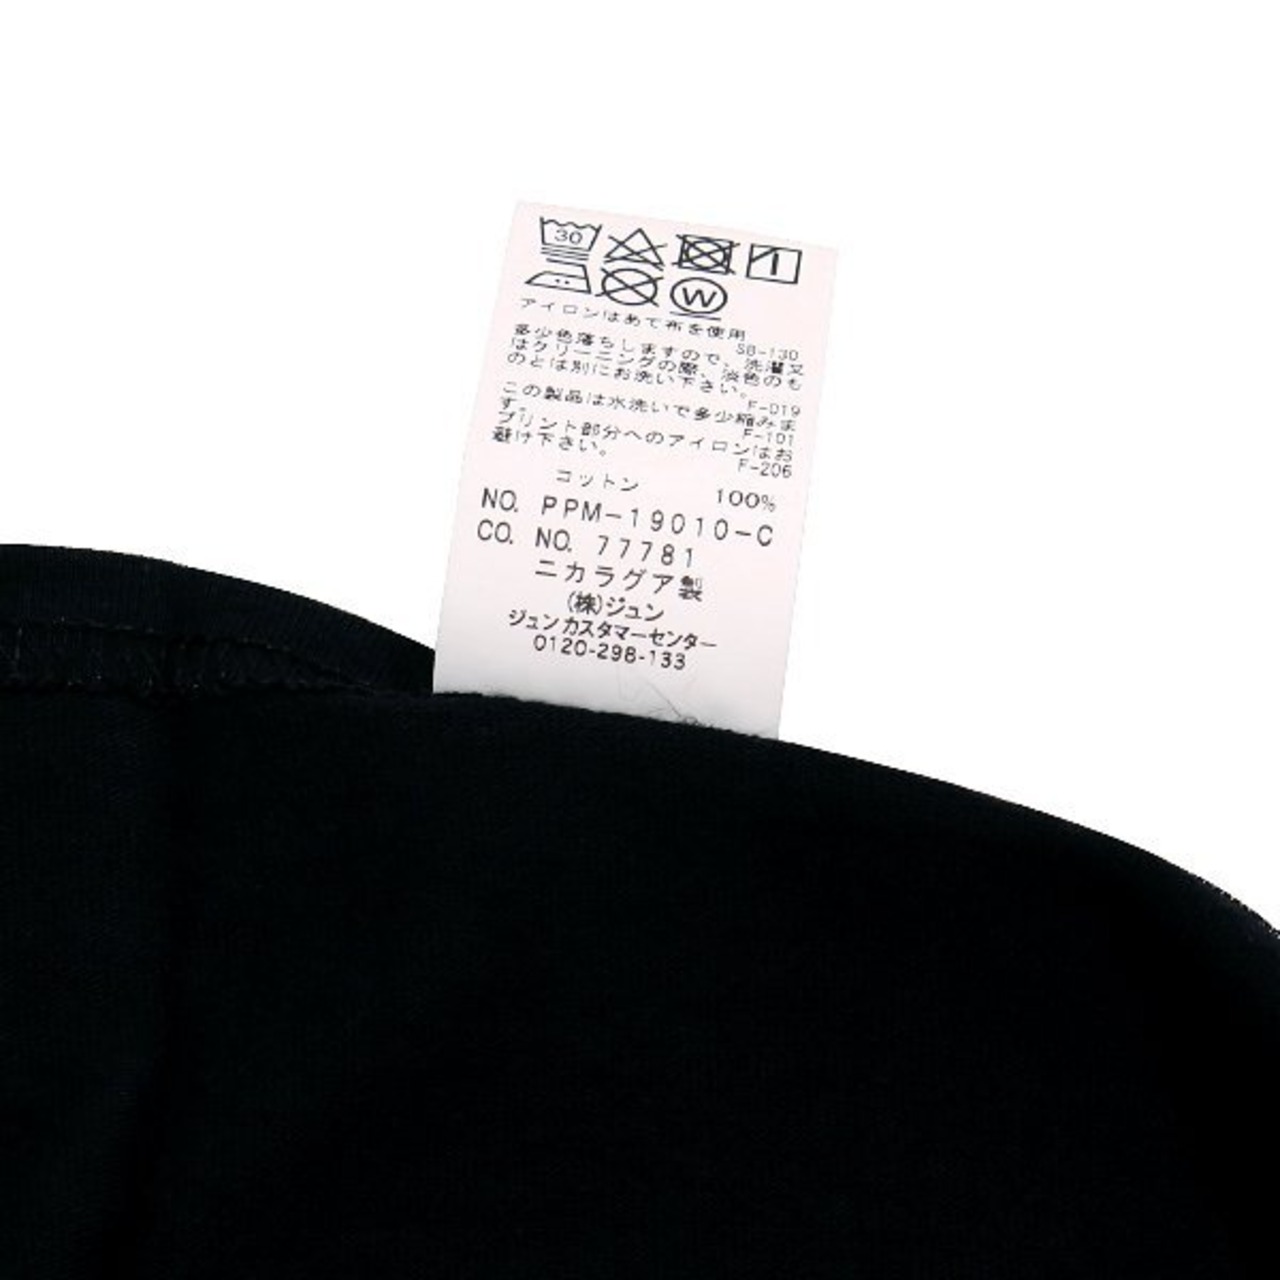 30
W
アイロンはあて布を使用
SB-130
多少色落ちしますので、洗濯又
はクリーニングの際、淡色のも
のとは別にお洗い下さい。
F-019
この製品は水洗いで多少縮みま
す。
F-101
プリント部分へのアイロンはお
避け下さい。
F-206
コットン 100%
NO. PPM-19010-C
CO. NO. 77781
ニカラグア製
(株)ジュン
ジュンカスタマーセンター
0120-298-133